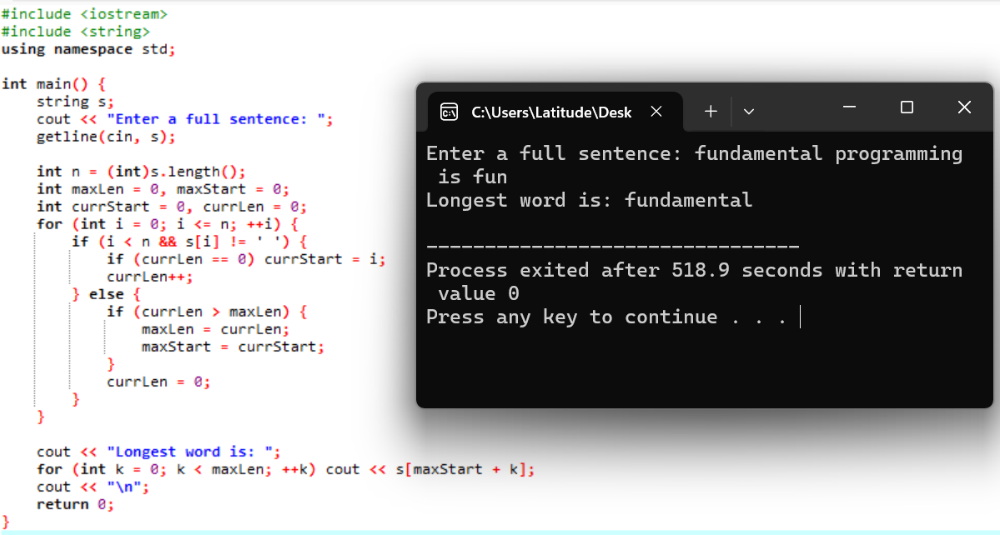 #include <iostream>
#include <string>
using namespace std;

int main() {
    string s;
    cout << "Enter a full sentence: ";
    getline(cin, s);

    int n = (int)s.length();
    int maxLen = 0, maxStart = 0;
    int currStart = 0, currLen = 0;
    for (int i = 0; i <= n; ++i) {
        if (i < n && s[i] != ' ') {
            if (currLen == 0) currStart = i;
            currLen++;
        } else {
            if (currLen > maxLen) {
                maxLen = currLen;
                maxStart = currStart;
            }
            currLen = 0;
        }
    }

    cout << "Longest word is: ";
    for (int k = 0; k < maxLen; ++k) cout << s[maxStart + k];
    cout << "\n";
    return 0;
}
C:\Users\Latitude\Desk
Enter a full sentence: fundamental programming
 is fun
Longest word is: fundamental

--------------------------------
Process exited after 518.9 seconds with return
 value 0
Press any key to continue . . .